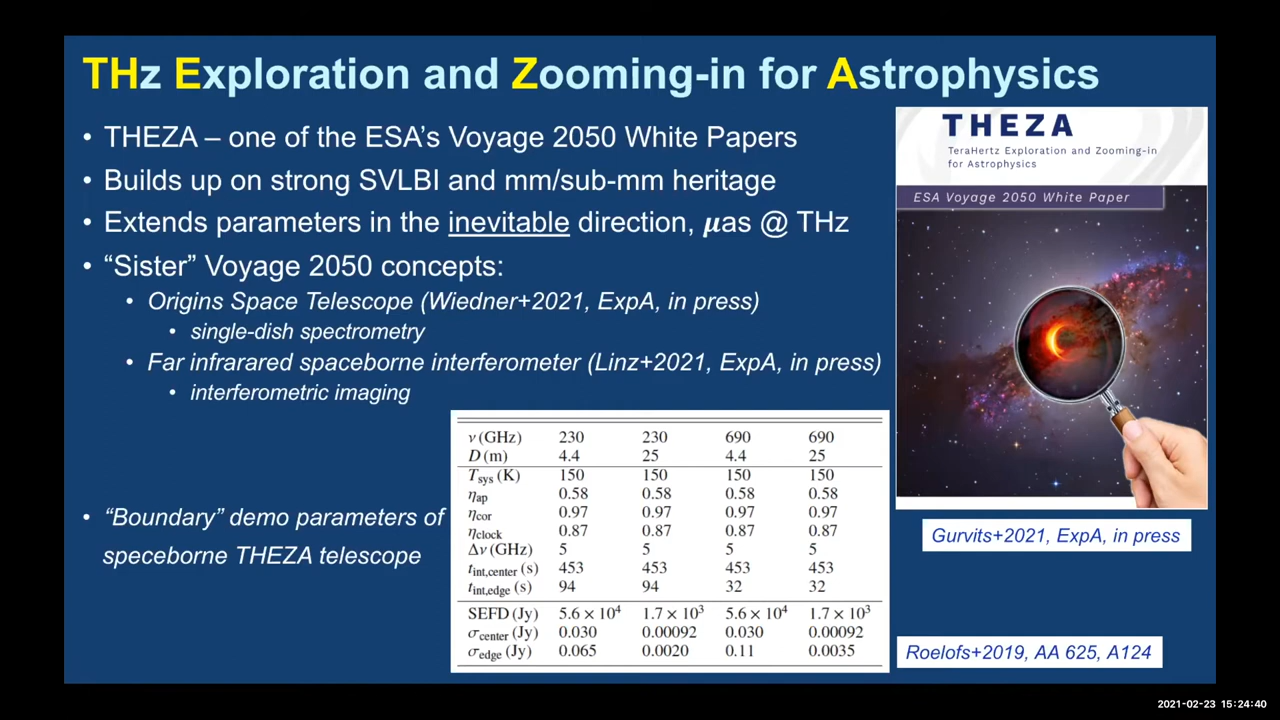 THz Exploration and Zooming-in for Astrophysics
• THEZA – one of the ESA's Voyage 2050 White Papers
• Builds up on strong SVLBI and mm/sub-mm heritage
• Extends parameters in the inevitable direction, μas @ THz
• “Sister” Voyage 2050 concepts:
• Origins Space Telescope (Wiedner+2021, ExpA, in press)
• single-dish spectrometry
• Far infrarared spaceborne interferometer (Linz+2021, ExpA, in press)
• interferometric imaging
• “Boundary” demo parameters of
speceborne THEZA telescope
ν (GHz) 230 230 690 690
D (m) 4.4 25 4.4 25
Tsys (K) 150 150 150 150
ηap 0.58 0.58 0.58 0.58
ηcor 0.97 0.97 0.97 0.97
ηclock 0.87 0.87 0.87 0.87
Δν (GHz) 5 5 5 5
tint,center (s) 453 453 453 453
tint,edge (s) 94 94 32 32
SEFD (Jy) 5.6 × 10⁴ 1.7 × 10³ 5.6 × 10⁴ 1.7 × 10³
σcenter (Jy) 0.030 0.00092 0.030 0.00092
σedge (Jy) 0.065 0.0020 0.11 0.0035
THEZA
TeraHertz Exploration and Zooming-in
for Astrophysics
ESA Voyage 2050 White Paper
Gurvits+2021, ExpA, in press
Roelofs+2019, AA 625, A124
2021-02-23 15:24:40